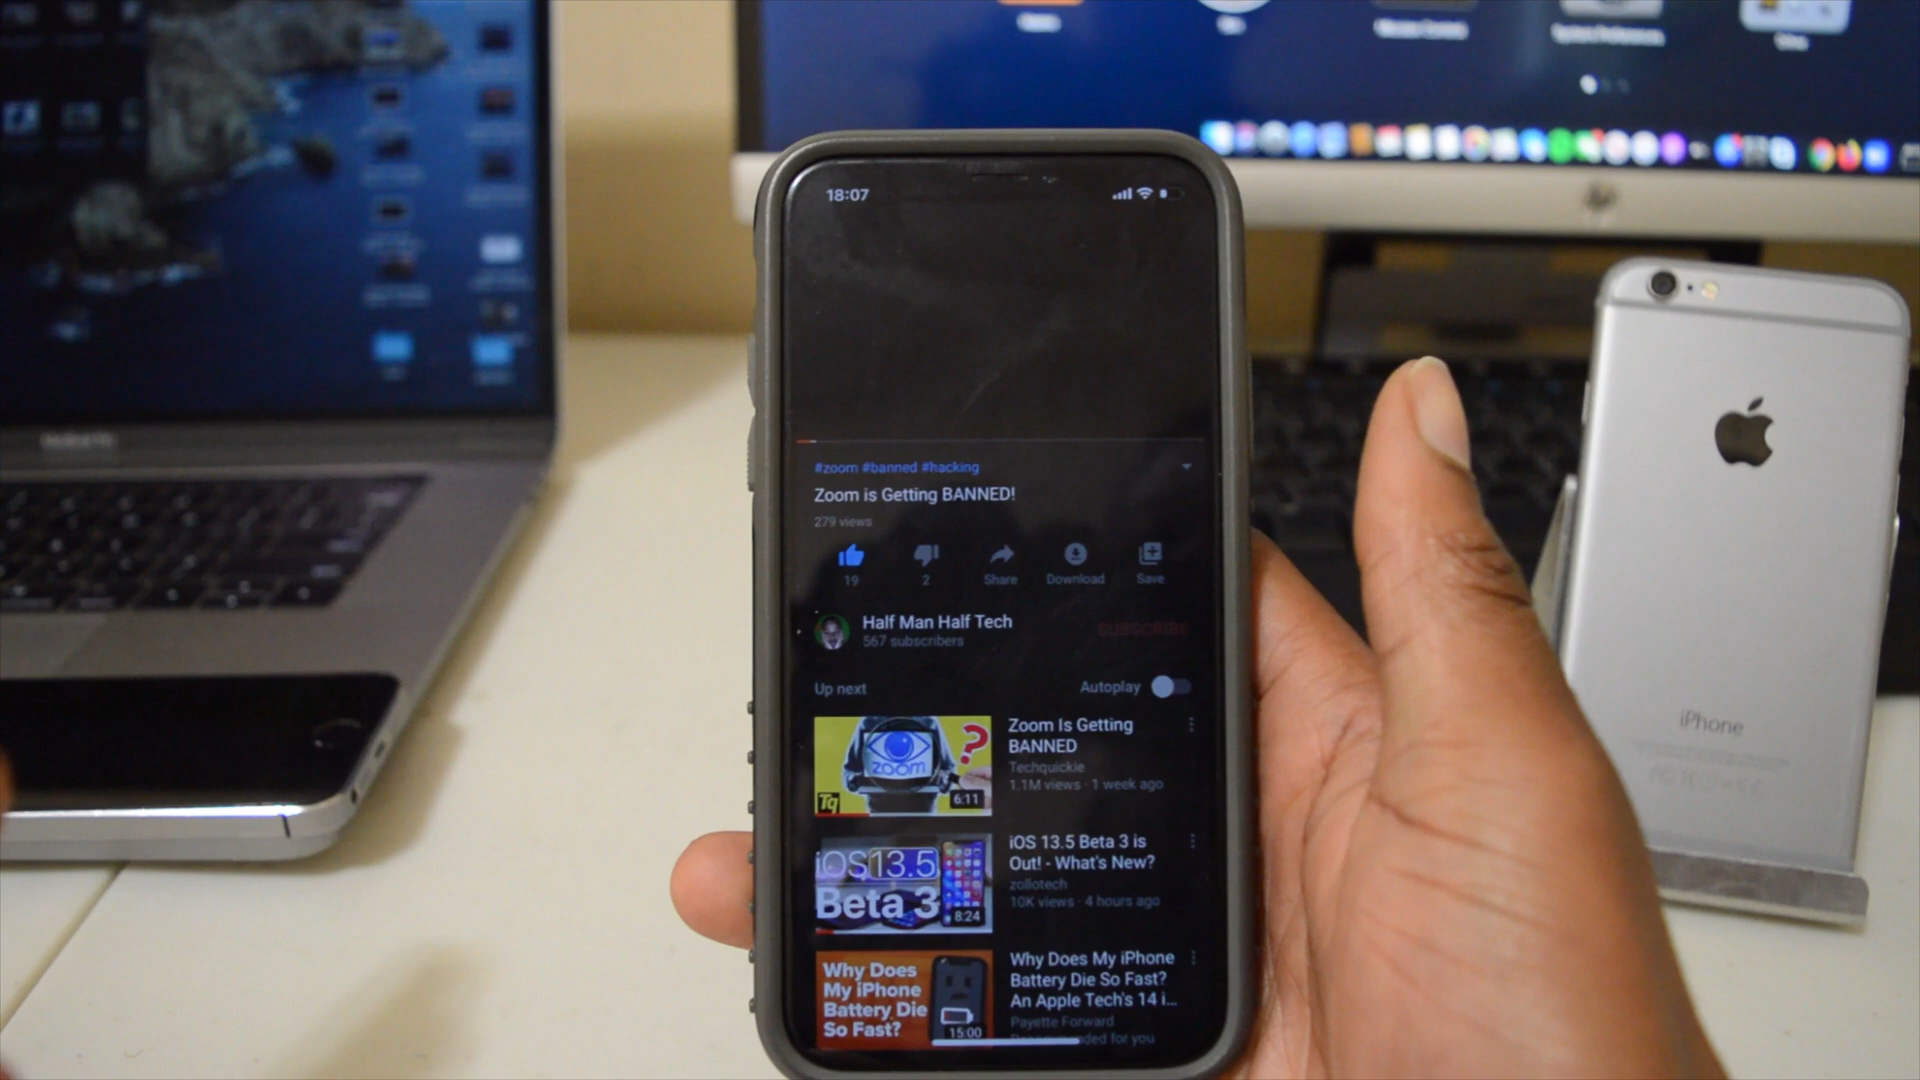 18:07
#zoom #banned #hacking
Zoom is Getting BANNED!
279 views
19
2
Share
Download
Save
Half Man Half Tech
567 subscribers
SUBSCRIBE
Up next
Autoplay
zoom
?
Tq
6:11
Zoom Is Getting
BANNED
Techquickie
1.1M views · 1 week ago
iOS 13.5
Beta 3
8:24
iOS 13.5 Beta 3 is
Out! - What's New?
zollotech
10K views · 4 hours ago
Why Does
My iPhone
Battery Die
So Fast?
15:00
Why Does My iPhone
Battery Die So Fast?
An Apple Tech's 14 i...
Payette Forward
ded for you
hp
iPhone